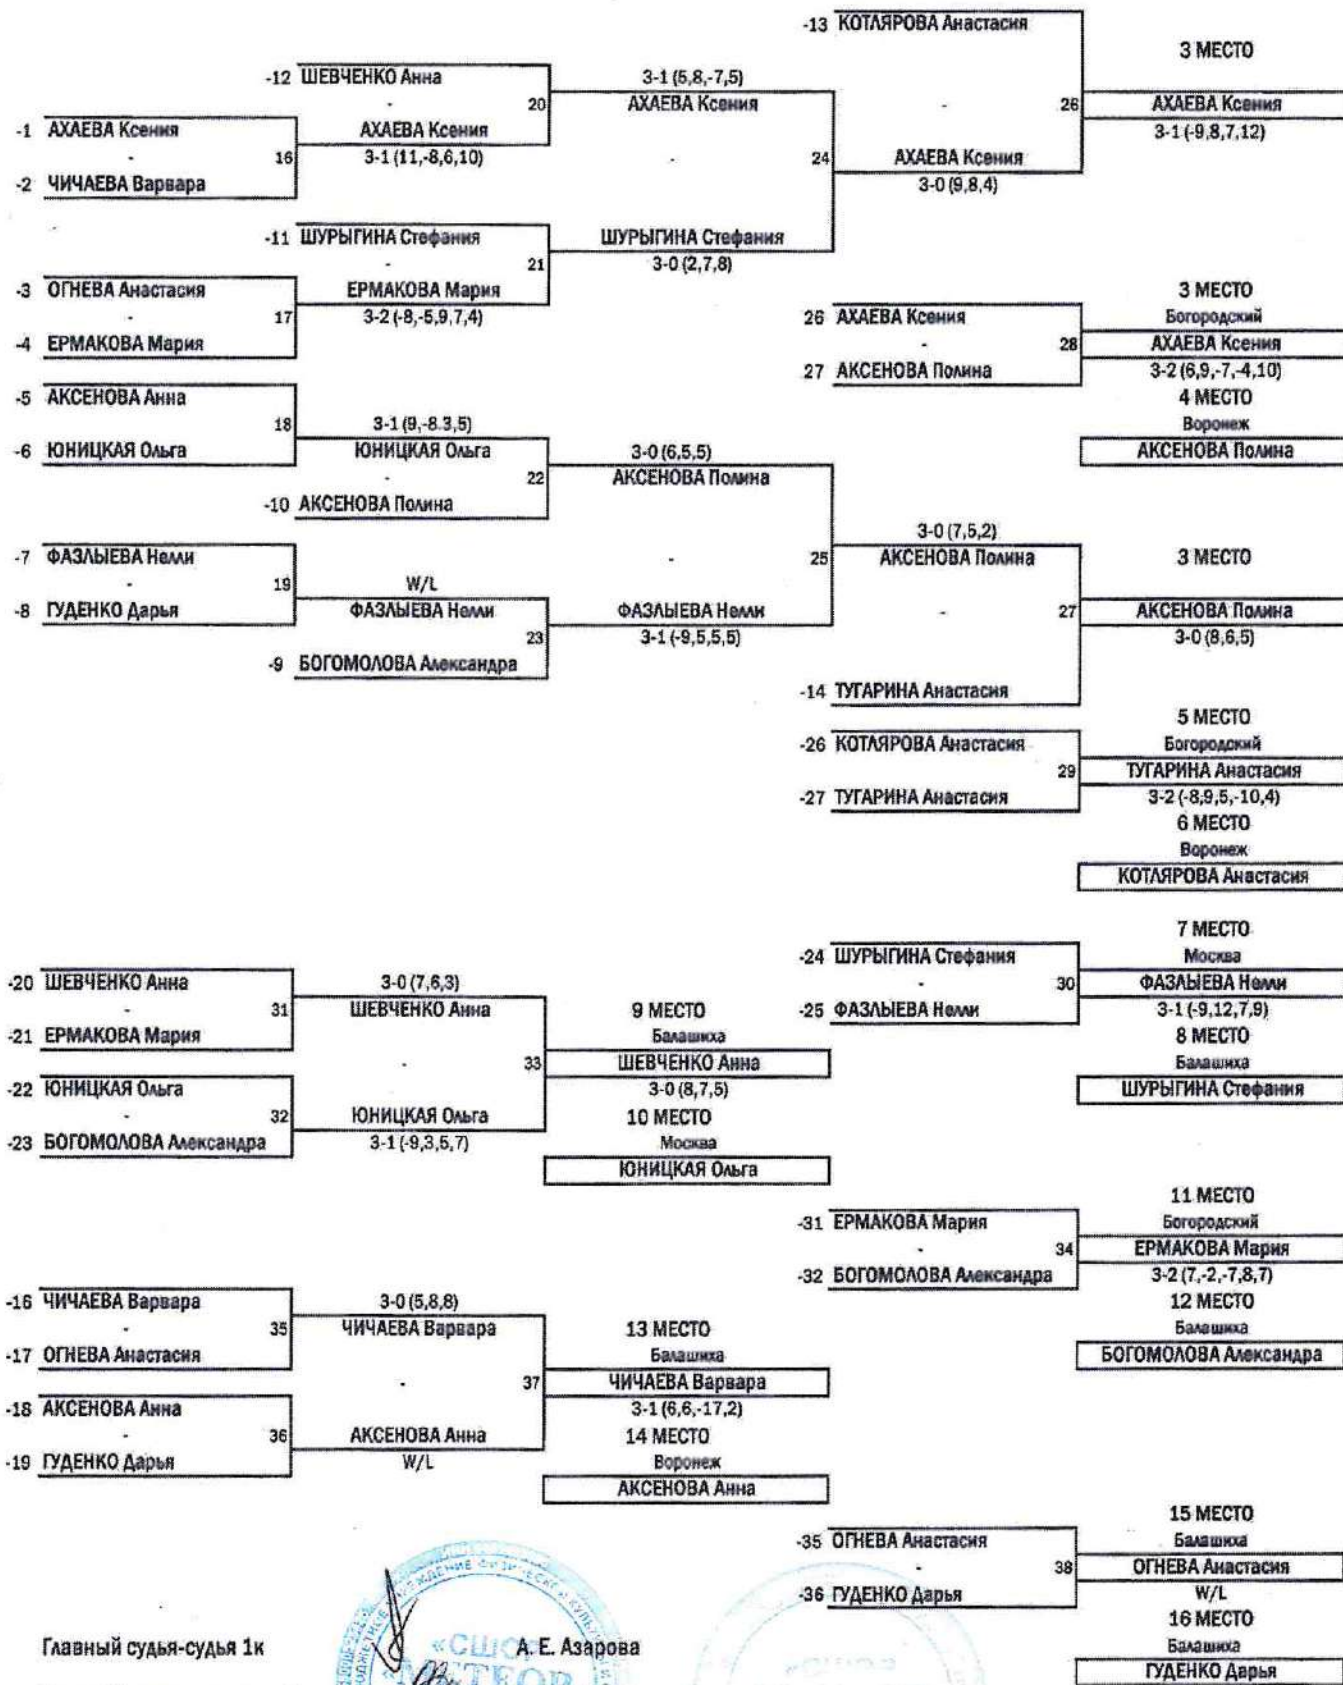 -13 КОТЛЯРОВА Анастасия
3 МЕСТО
-12 ШЕВЧЕНКО Анна
3-1 (5,8,-7,5)
- 20 АХАЕВА Ксения - 26 АХАЕВА Ксения
-1 АХАЕВА Ксения АХАЕВА Ксения 3-1 (-9,8,7,12)
- 16 3-1 (11,-8,6,10) - 24 АХАЕВА Ксения
-2 ЧИЧАЕВА Варвара 3-0 (9,8,4)
-11 ШУРЫГИНА Стефания ШУРЫГИНА Стефания
- 21 3-0 (2,7,8)
-3 ОГНЕВА Анастасия ЕРМАКОВА Мария 3 МЕСТО
- 17 3-2 (-8,-5,9,7,4) 26 АХАЕВА Ксения Богородский
-4 ЕРМАКОВА Мария - 28 АХАЕВА Ксения
27 АКСЕНОВА Полина 3-2 (6,9,-7,-4,10)
-5 АКСЕНОВА Анна 4 МЕСТО
- 18 3-1 (9,-8.3,5) Воронеж
-6 ЮНИЦКАЯ Ольга ЮНИЦКАЯ Ольга 3-0 (6,5,5) АКСЕНОВА Полина
- 22 АКСЕНОВА Полина
-10 АКСЕНОВА Полина
3-0 (7,5,2)
-7 ФАЗЛЫЕВА Нелли - 25 АКСЕНОВА Полина 3 МЕСТО
- 19 W/L
-8 ГУДЕНКО Дарья ФАЗЛЫЕВА Нелли ФАЗЛЫЕВА Нелли - 27 АКСЕНОВА Полина
23 3-1 (-9,5,5,5) 3-0 (8,6,5)
-9 БОГОМОЛОВА Александра
-14 ТУГАРИНА Анастасия
5 МЕСТО
-26 КОТЛЯРОВА Анастасия Богородский
29 ТУГАРИНА Анастасия
-27 ТУГАРИНА Анастасия 3-2 (-8,9,5,-10,4)
6 МЕСТО
Воронеж
КОТЛЯРОВА Анастасия
7 МЕСТО
-24 ШУРЫГИНА Стефания Москва
-20 ШЕВЧЕНКО Анна 3-0 (7,6,3) - 30 ФАЗЛЫЕВА Нелли
- 31 ШЕВЧЕНКО Анна 9 МЕСТО -25 ФАЗЛЫЕВА Нелли 3-1 (-9,12,7,9)
-21 ЕРМАКОВА Мария Балашиха 8 МЕСТО
- 33 ШЕВЧЕНКО Анна Балашиха
-22 ЮНИЦКАЯ Ольга 3-0 (8,7,5) ШУРЫГИНА Стефания
- 32 ЮНИЦКАЯ Ольга 10 МЕСТО
-23 БОГОМОЛОВА Александра 3-1 (-9,3,5,7) Москва
ЮНИЦКАЯ Ольга
11 МЕСТО
-31 ЕРМАКОВА Мария Богородский
- 34 ЕРМАКОВА Мария
-32 БОГОМОЛОВА Александра 3-2 (7,-2,-7,8,7)
-16 ЧИЧАЕВА Варвара 3-0 (5,8,8) 12 МЕСТО
- 35 ЧИЧАЕВА Варвара 13 МЕСТО Балашиха
-17 ОГНЕВА Анастасия Балашиха БОГОМОЛОВА Александра
- 37 ЧИЧАЕВА Варвара
-18 АКСЕНОВА Анна 3-1 (6,6,-17,2)
- 36 АКСЕНОВА Анна 14 МЕСТО
-19 ГУДЕНКО Дарья W/L Воронеж
АКСЕНОВА Анна
15 МЕСТО
-35 ОГНЕВА Анастасия Балашиха
- 38 ОГНЕВА Анастасия
-36 ГУДЕНКО Дарья W/L
16 МЕСТО
Главный судья-судья 1к «СШОР А. Е. Азарова Балашиха
МЕТЕОР ГУДЕНКО Дарья